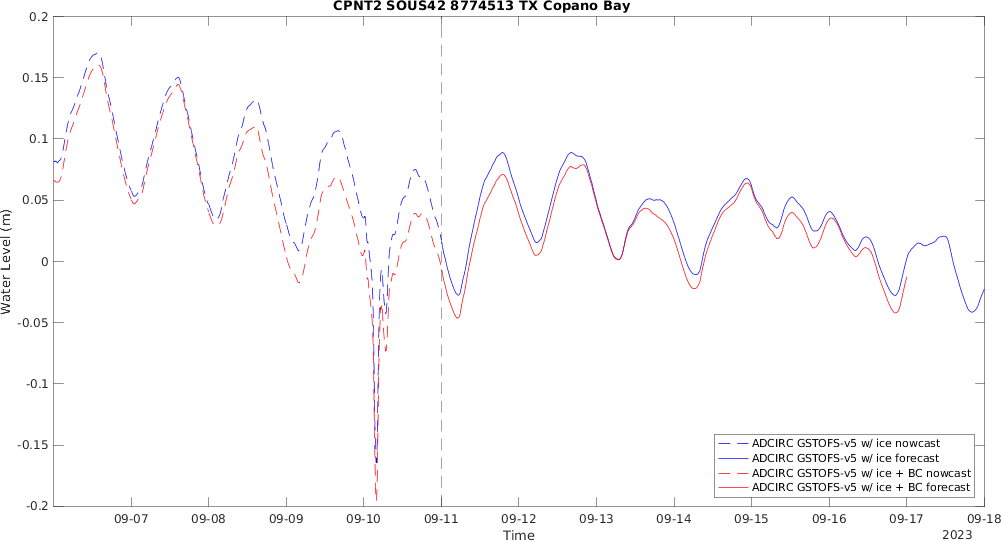 CPNT2 SOUS42 8774513 TX Copano Bay
0.2
0.15
0.1
0.05
0
-0.05
-0.1
-0.15
-0.2
Water Level (m)
09-07 09-08 09-09 09-10 09-11 09-12 09-13 09-14 09-15 09-16 09-17 09-18
Time
2023
ADCIRC GSTOFS-v5 w/ ice nowcast
ADCIRC GSTOFS-v5 w/ ice forecast
ADCIRC GSTOFS-v5 w/ ice + BC nowcast
ADCIRC GSTOFS-v5 w/ ice + BC forecast